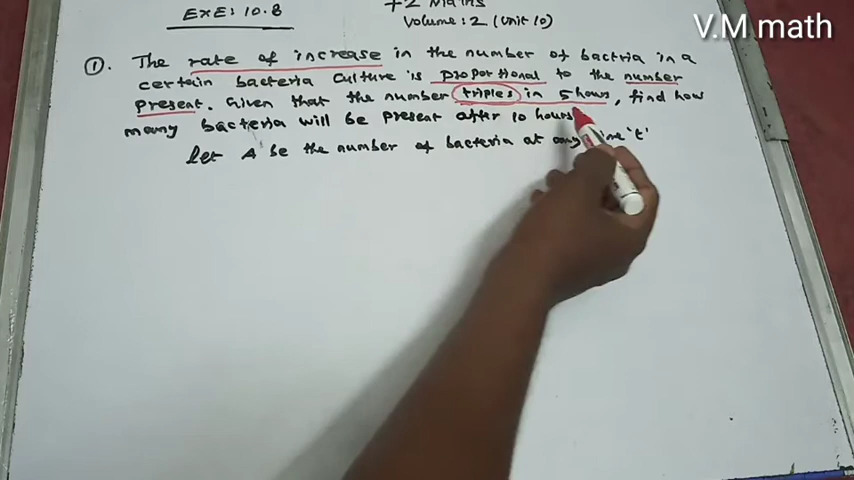 +2 Maths
EXE: 10.8
Volume: 2 (Unit 10)
V.M math
①. The rate of increase in the number of bactria in a
certain bacteria culture is proportional to the number
present. Given that the number triples in 5 hours, find how
many bacteria will be present after 10 hours
let A be the number of bacteria at any 't'